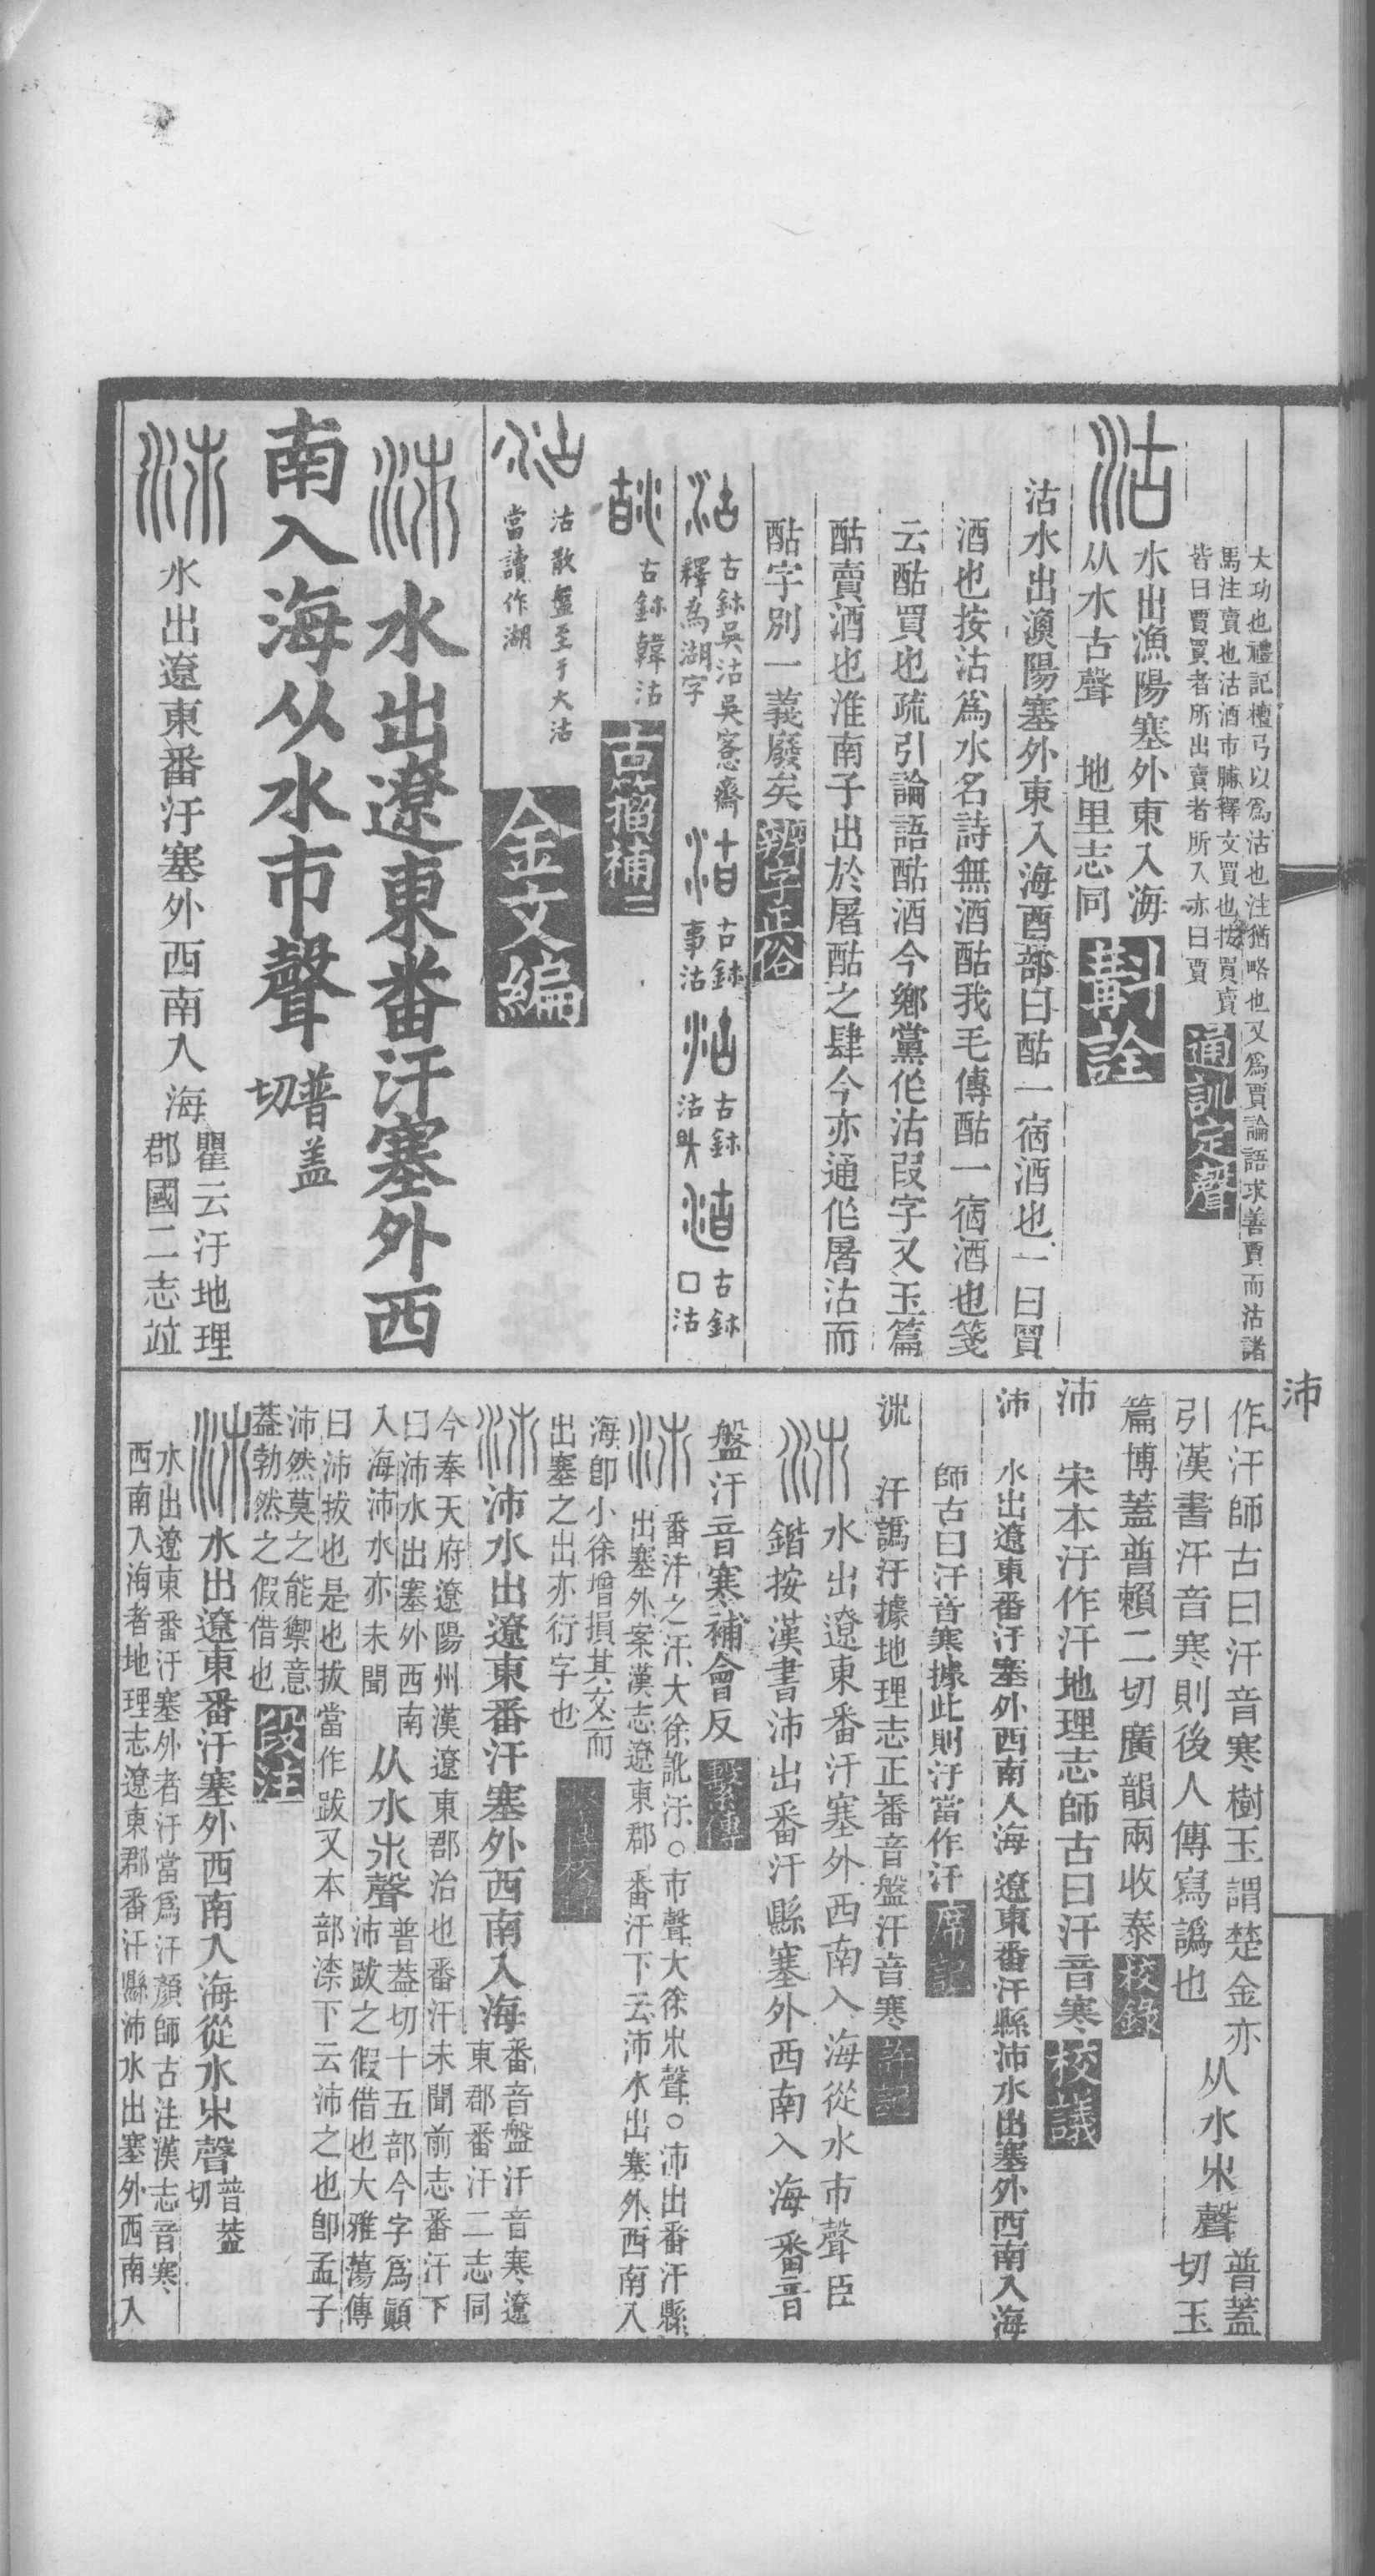 大功也禮記檀弓以爲沽也注猶略也又爲賈論語求善賈而沽諸
馬注賣也沽酒市脯釋文買也按買賣
皆曰賈買者所出賣者所入亦曰賈
通訓定聲
沽
水出漁陽塞外東入海
从水古聲 地里志同
斠詮
沽水出漁陽塞外東入海酉部曰酤一宿酒也一曰買
酒也按沽爲水名詩無酒酤我毛傳酤一宿酒也箋
云酤買也疏引論語酤酒今鄉黨作沽叚字又玉篇
酤賣酒也淮南子出於屠酤之肆今亦通作屠沽而
酤字別一義廢矣
辨字正俗
古鉢吳沽吳愙齋
釋爲湖字
古鉢
事沽
古鉢
沽
古鉢
口沽
古鉢韓沽
古籀補二
沽散盤至于大沽
當讀作湖
金文編
水出遼東番汗塞外西
南入海从水巿聲
普盖
切
水出遼東番汙塞外西南入海
瞿云汙地理
郡國二志竝
沛
作汗師古曰汗音寒樹玉謂楚金亦
引漢書汗音寒則後人傳寫譌也
从水𣎵聲
普蓋
切玉
篇博蓋普賴二切廣韻兩收泰
校錄
沛 宋本汙作汗地理志師古曰汗音寒
校議
沛 水出遼東番汙塞外西南入海 遼東番汗縣沛水出塞外西南入海
師古曰汗音寒據此則汙當作汗
席記
沘 汗譌汙據地理志正番音盤汗音寒
許記
水出遼東番汗塞外西南入海從水巿聲臣
鍇按漢書沛出番汗縣塞外西南入海番音
盤汗音寒補會反
繫傳
番汗之汗大徐訛汙○巿聲大徐𣎵聲○沛出番汗縣
出塞外案漢志遼東郡番汗下云沛水出塞外西南入
海卽小徐增損其文而
出塞之出亦衍字也
沛水出遼東番汗塞外西南入海
番音盤汗音寒遼
東郡番汗二志同
今奉天府遼陽州漢遼東郡治也番汗未聞前志番汗下
曰沛水出塞外西南
入海沛水亦未聞
从水𣎵聲
普葢切十五部今字爲顚
沛跋之假借也大雅蕩傳
曰沛拔也是也拔當作跋又本部漆下云沛之也卽孟子
沛然莫之能禦意
葢勃然之假借也
段注
水出遼東番汗塞外西南入海從水𣎵聲
普葢
切
水出遼東番汗塞外者汙當爲汗顏師古注漢志音寒
西南入海者地理志遼東郡番汗縣沛水出塞外西南入